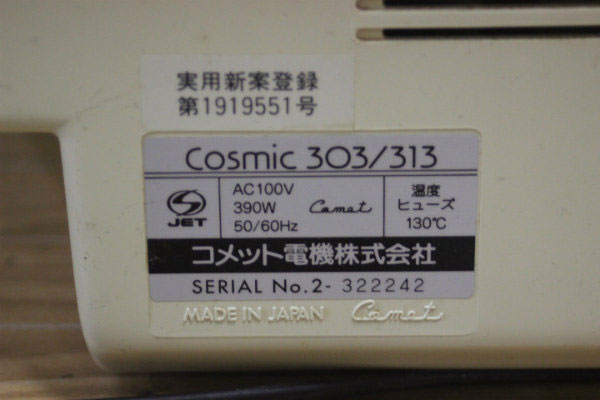 実用新案登録
第1919551号
Cosmic 303/313
JET
AC100V
390W
50/60Hz
Comet
温度
ヒューズ
130℃
コメット電機株式会社
SERIAL No.2- 322242
MADE IN JAPAN Comet